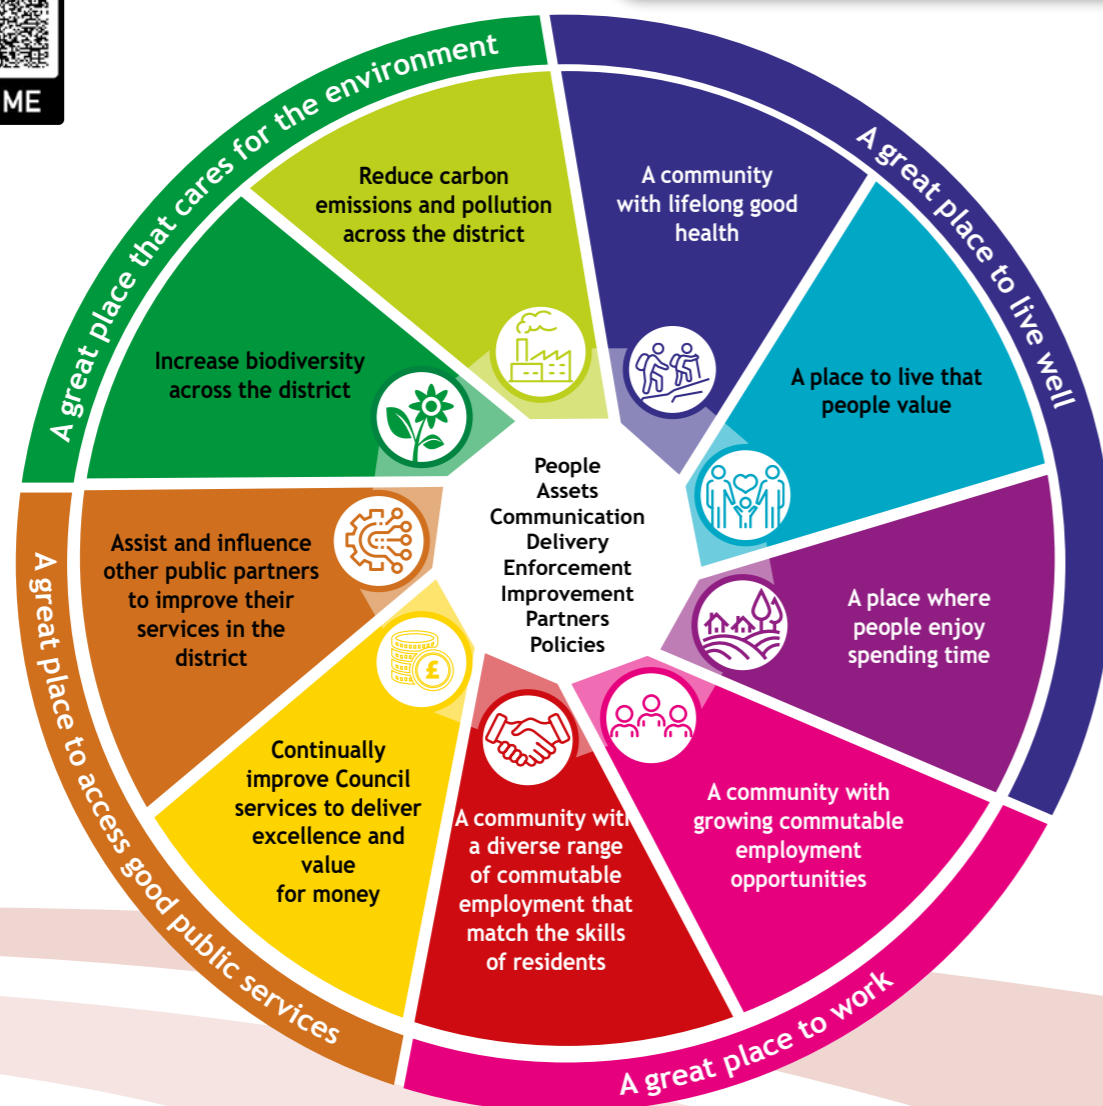 ME
A great place that cares for the environment
A great place to live well
A great place to work
A great place to access good public services
Reduce carbon
emissions and pollution
across the district
A community
with lifelong good
health
A place to live that
people value
A place where
people enjoy
spending time
A community with
growing commutable
employment
opportunities
A community with
a diverse range
of commutable
employment that
match the skills
of residents
Continually
improve Council
services to deliver
excellence and
value
for money
£
Assist and influence
other public partners
to improve their
services in the
district
Increase biodiversity
across the district
People
Assets
Communication
Delivery
Enforcement
Improvement
Partners
Policies